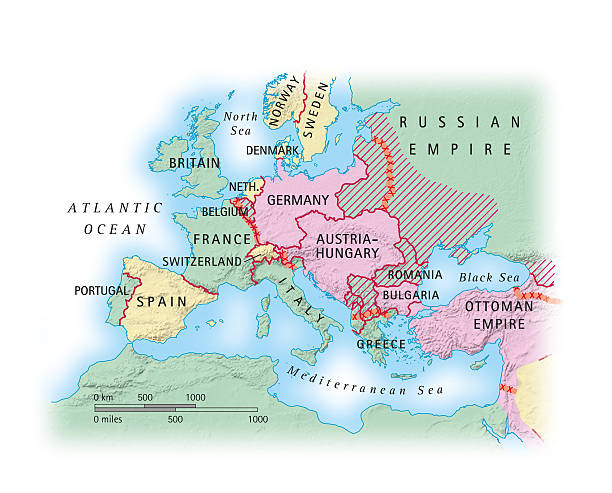 NORWAY
SWEDEN
North
Sea
RUSSIAN
EMPIRE
DENMARK
BRITAIN
NETH.
GERMANY
ATLANTIC
OCEAN
BELGIUM
FRANCE
AUSTRIA-
HUNGARY
SWITZERLAND
ROMANIA
Black Sea
PORTUGAL
SPAIN
ITALY
BULGARIA
OTTOMAN
EMPIRE
GREECE
Mediterranean Sea
0 km 500 1000
0 miles 500 1000